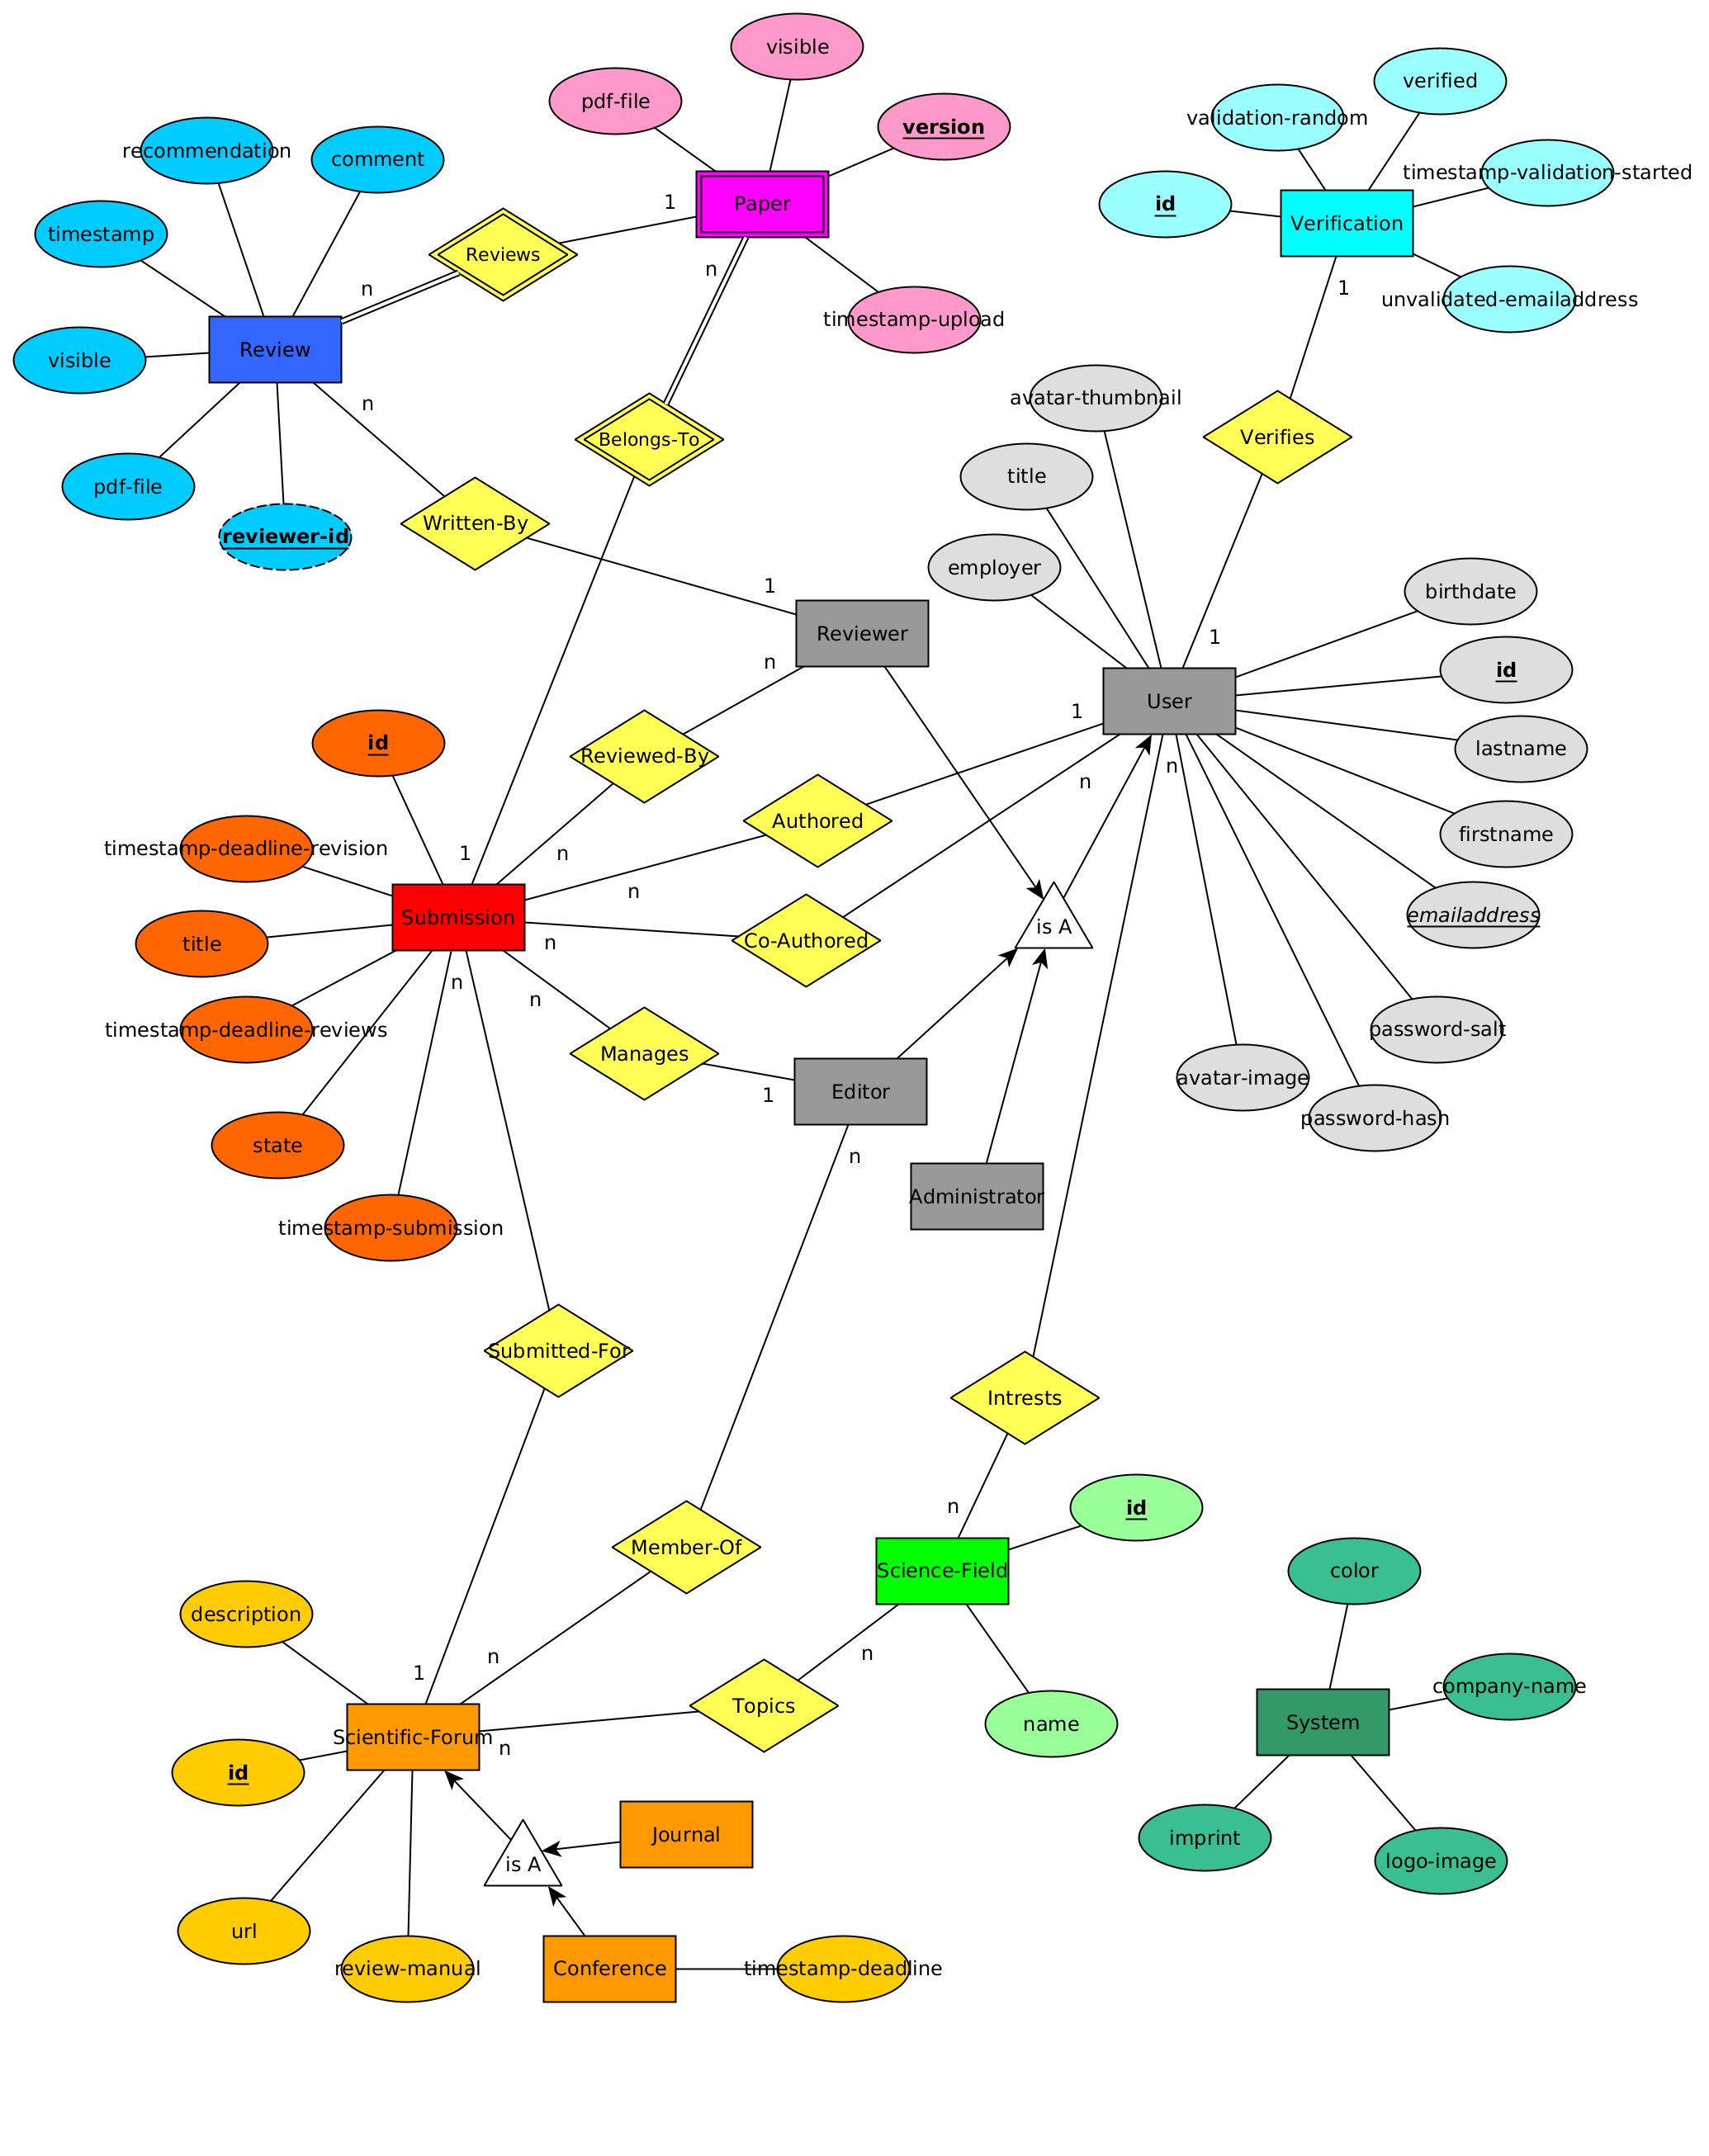 visible
verified
pdf-file
validation-random
version
recommendation
comment
timestamp-validation-started
1
Paper
id
Verification
timestamp
Reviews
n
n
1
unvalidated-emailaddress
timestamp-upload
Review
visible
avatar-thumbnail
n
Belongs-To
Verifies
title
pdf-file
Written-By
reviewer-id
employer
1
birthdate
Reviewer
1
n
id
User
1
id
lastname
Reviewed-By
n
n
Authored
firstname
timestamp-deadline-revision
1
n
n
emailaddress
Submission
is A
title
n
Co-Authored
n
n
timestamp-deadline-reviews
password-salt
Manages
avatar-image
1
Editor
password-hash
state
n
Administrator
timestamp-submission
Submitted-For
Intrests
n
id
Member-Of
Science-Field
color
description
n
n
1
company-name
Topics
name
System
Scientific-Forum
n
id
Journal
imprint
is A
logo-image
url
review-manual
Conference
timestamp-deadline